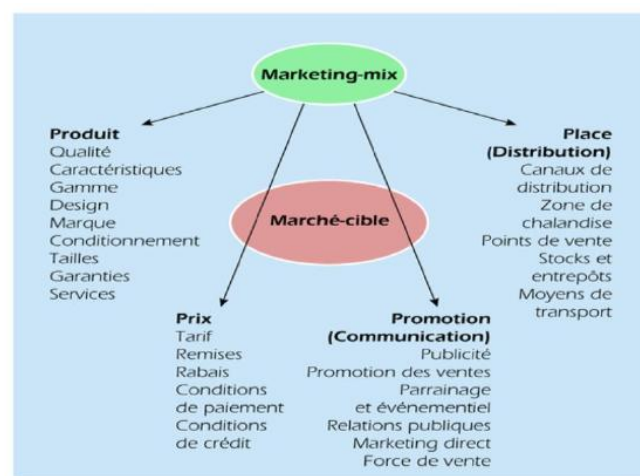 Marketing-mix
Produit
Qualité
Caractéristiques
Gamme
Design
Marque
Conditionnement
Tailles
Garanties
Services
Marché-cible
Place
(Distribution)
Canaux de
distribution
Zone de
chalandise
Points de vente
Stocks et
entrepôts
Moyens de
transport
Prix
Tarif
Remises
Rabais
Conditions
de paiement
Conditions
de crédit
Promotion
(Communication)
Publicité
Promotion des ventes
Parrainage
et événementiel
Relations publiques
Marketing direct
Force de vente